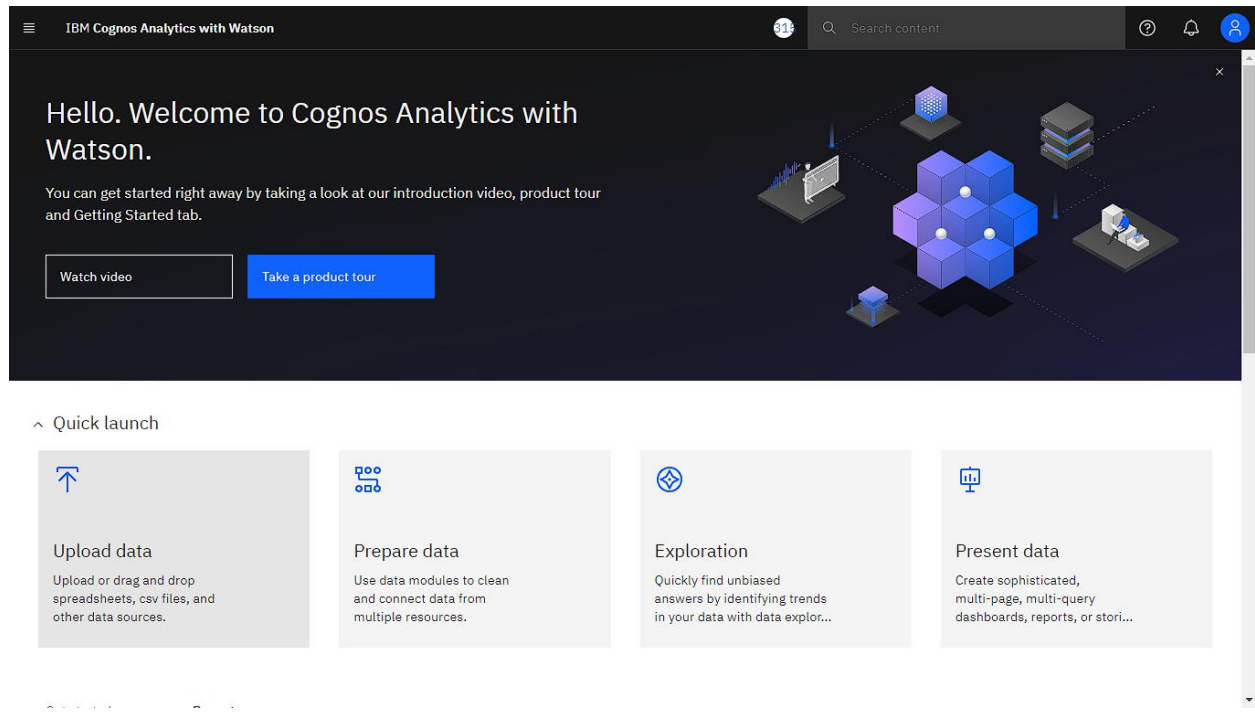 IBM Cognos Analytics with Watson
315
Search content
Hello. Welcome to Cognos Analytics with
Watson.
You can get started right away by taking a look at our introduction video, product tour
and Getting Started tab.
Watch video
Take a product tour
Quick launch
Upload data
Upload or drag and drop
spreadsheets, csv files, and
other data sources.
Prepare data
Use data modules to clean
and connect data from
multiple resources.
Exploration
Quickly find unbiased
answers by identifying trends
in your data with data explor...
Present data
Create sophisticated,
multi-page, multi-query
dashboards, reports, or stori...